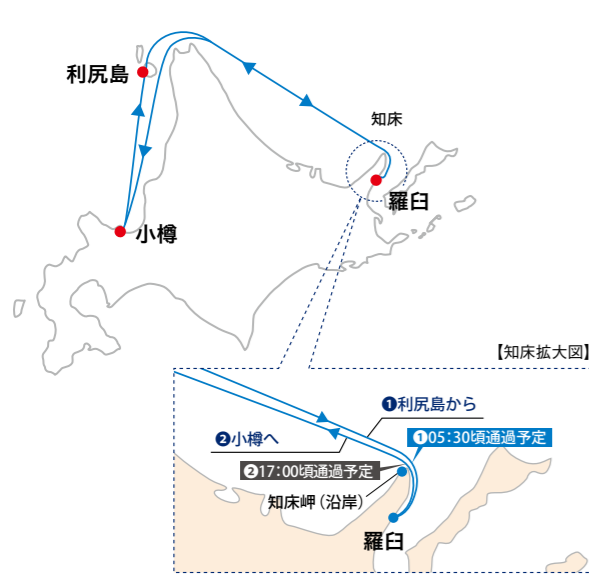 利尻島
知床
羅臼
小樽
【知床拡大図】
❶利尻島から
❷小樽へ
❶05:30頃通過予定
❷17:00頃通過予定
知床岬（沿岸）
羅臼